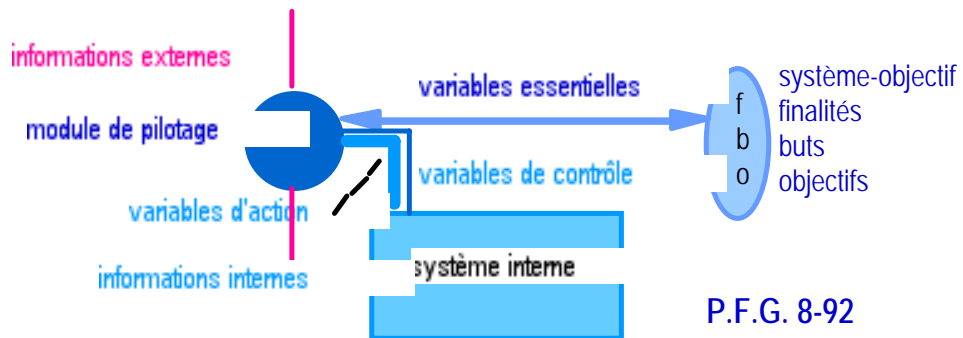 informations externes
variables essentielles
système-objectif
f
finalités
module de pilotage
b
buts
o
objectifs
variables de contrôle
variables d'action
système interne
informations internes
P.F.G. 8-92